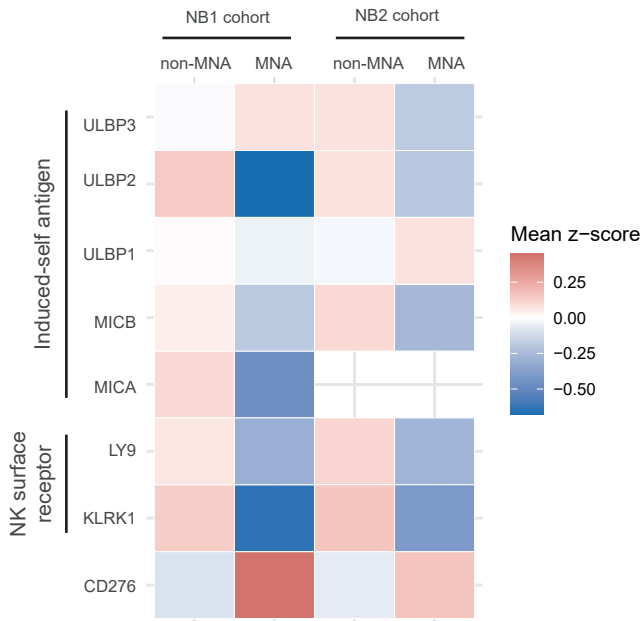 NB1 cohort
NB2 cohort
non-MNA
MNA
non-MNA
MNA
Induced-self antigen
ULBP3
ULBP2
ULBP1
MICB
MICA
NK surface
receptor
LY9
KLRK1
CD276
Mean z−score
0.25
0.00
−0.25
−0.50